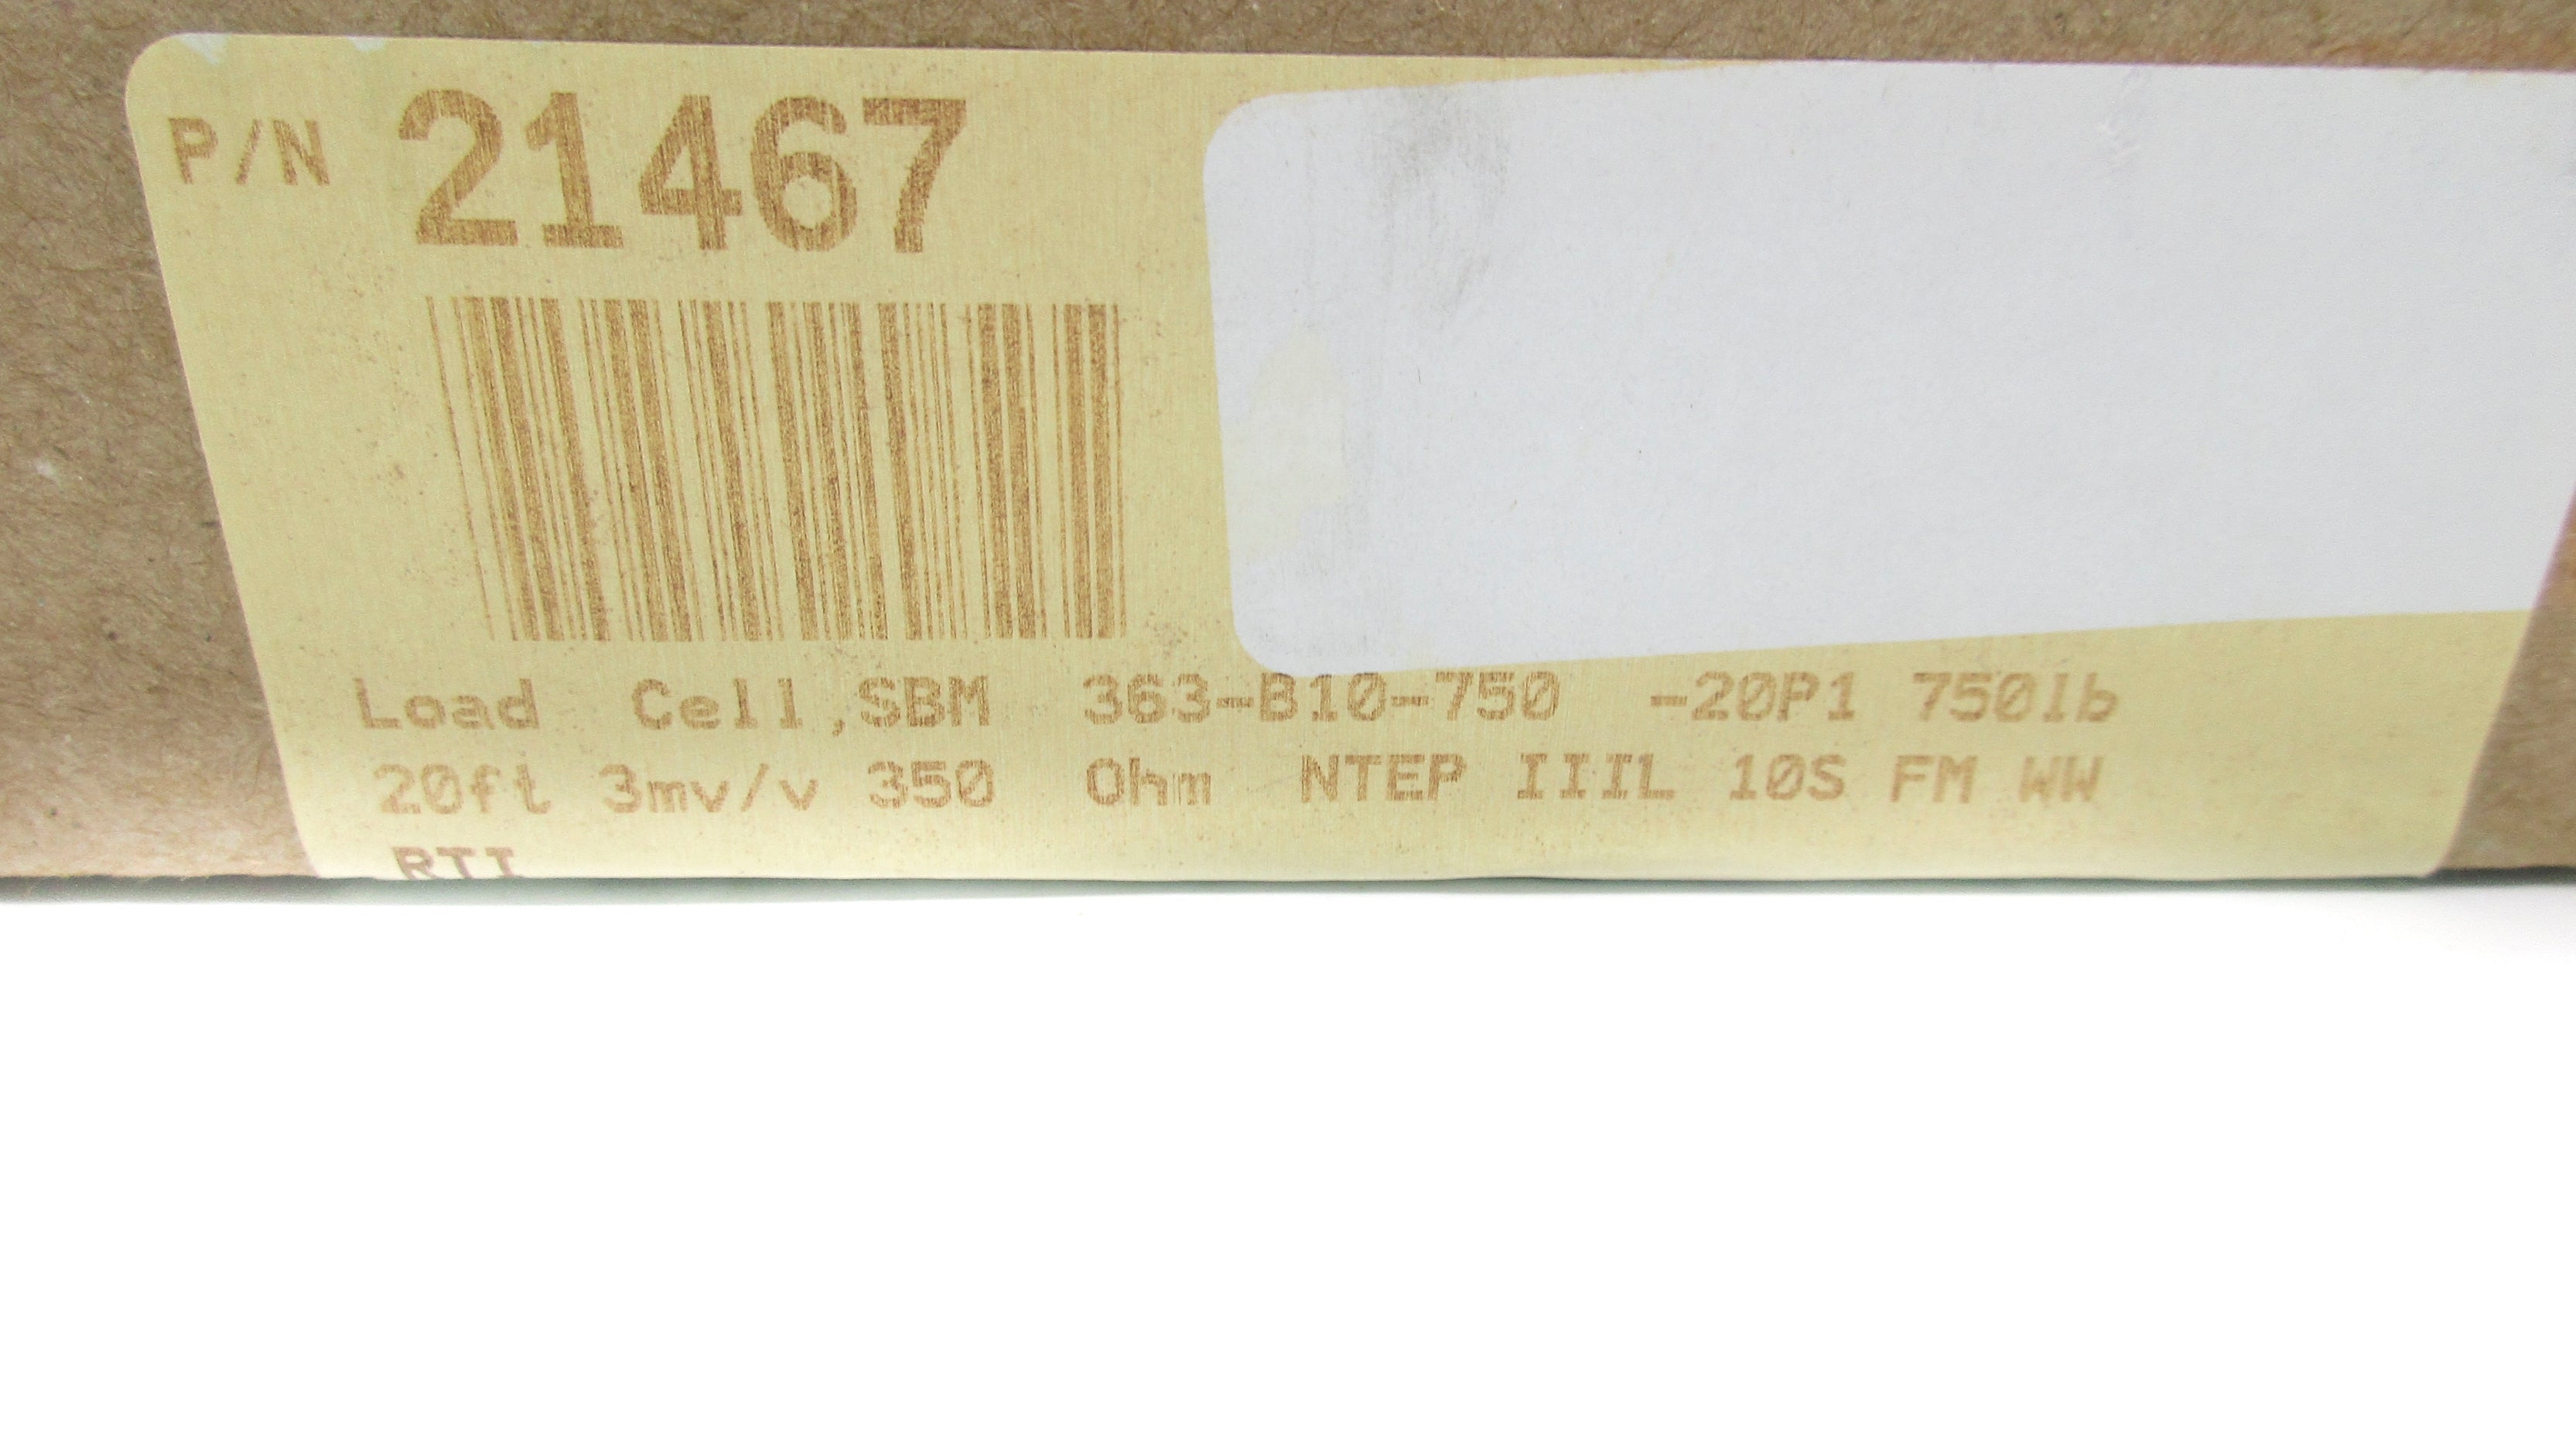 P/N 21467
Load Cell,SBM 363-B10-750 -20P1 750lb
20ft 3mv/v 350 Ohm NTEP IIIL 10S FM WW
RTI